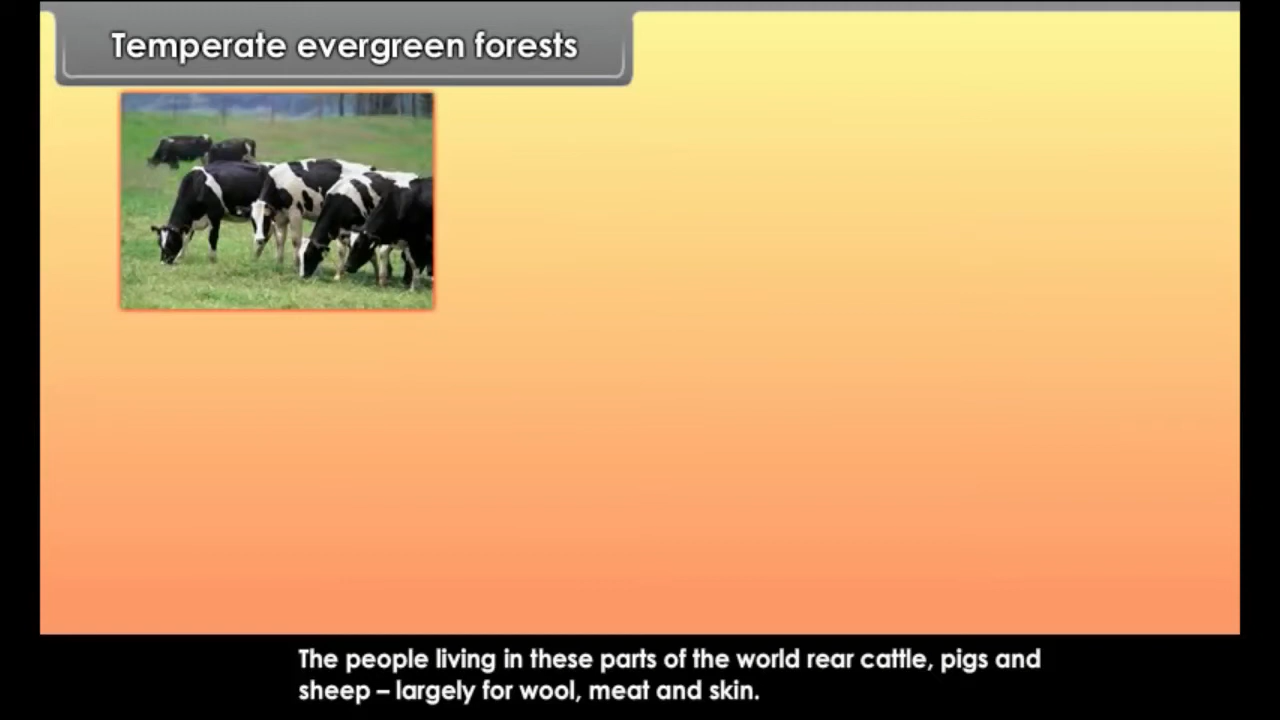 Temperate evergreen forests
The people living in these parts of the world rear cattle, pigs and
sheep – largely for wool, meat and skin.